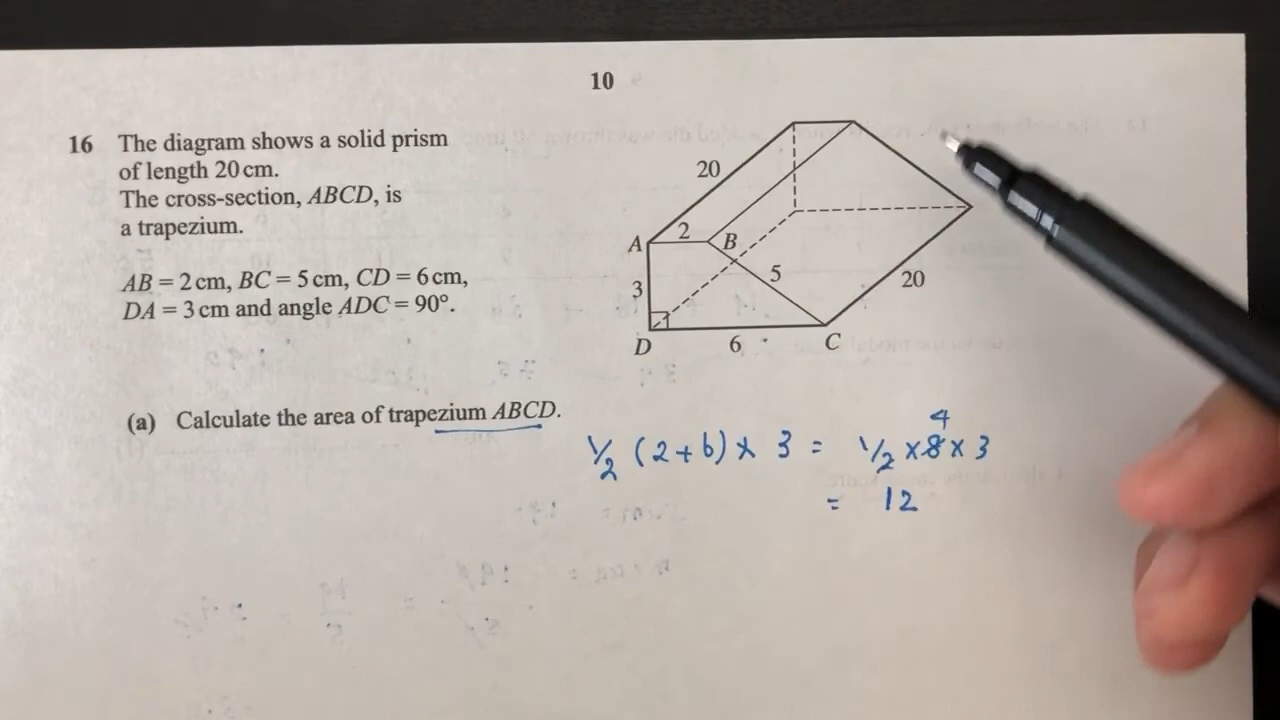 10
16 The diagram shows a solid prism
of length 20 cm.
The cross-section, ABCD, is
a trapezium.
AB = 2 cm, BC = 5 cm, CD = 6 cm,
DA = 3 cm and angle ADC = 90°.
20
A 2 B
3 5 20
D 6 C
(a) Calculate the area of trapezium ABCD.
1/2 (2+6) × 3 = 1/2 × 8 × 3
4
= 12